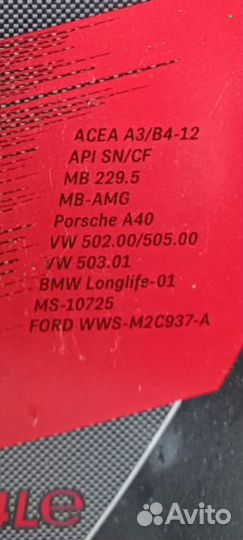 ACEA A3/B4-12
API SN/CF
MB 229.5
MB-AMG
Porsche A40
VW 502.00/505.00
VW 503.01
BMW Longlife-01
MS-10725
FORD WWS-M2C937-A
Le
Avito